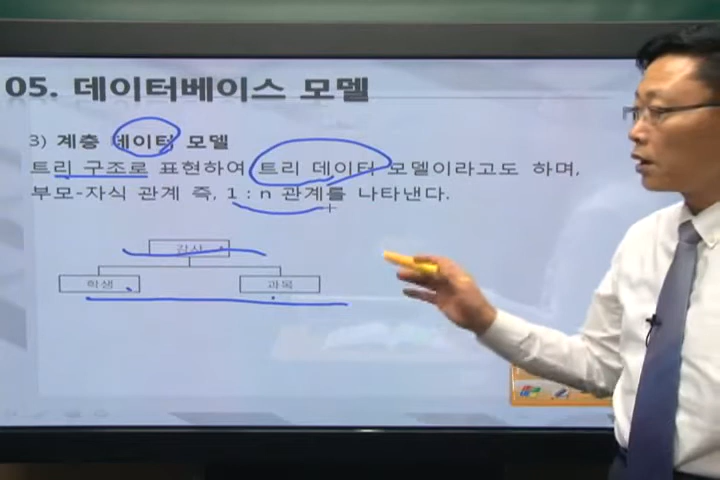 05. 데이터베이스 모델
3) 계층 데이터 모델
트리 구조로 표현하여 트리 데이터 모델이라고도 하며,
부모-자식 관계 즉, 1 : n 관계를 나타낸다.
강사
학생
과목